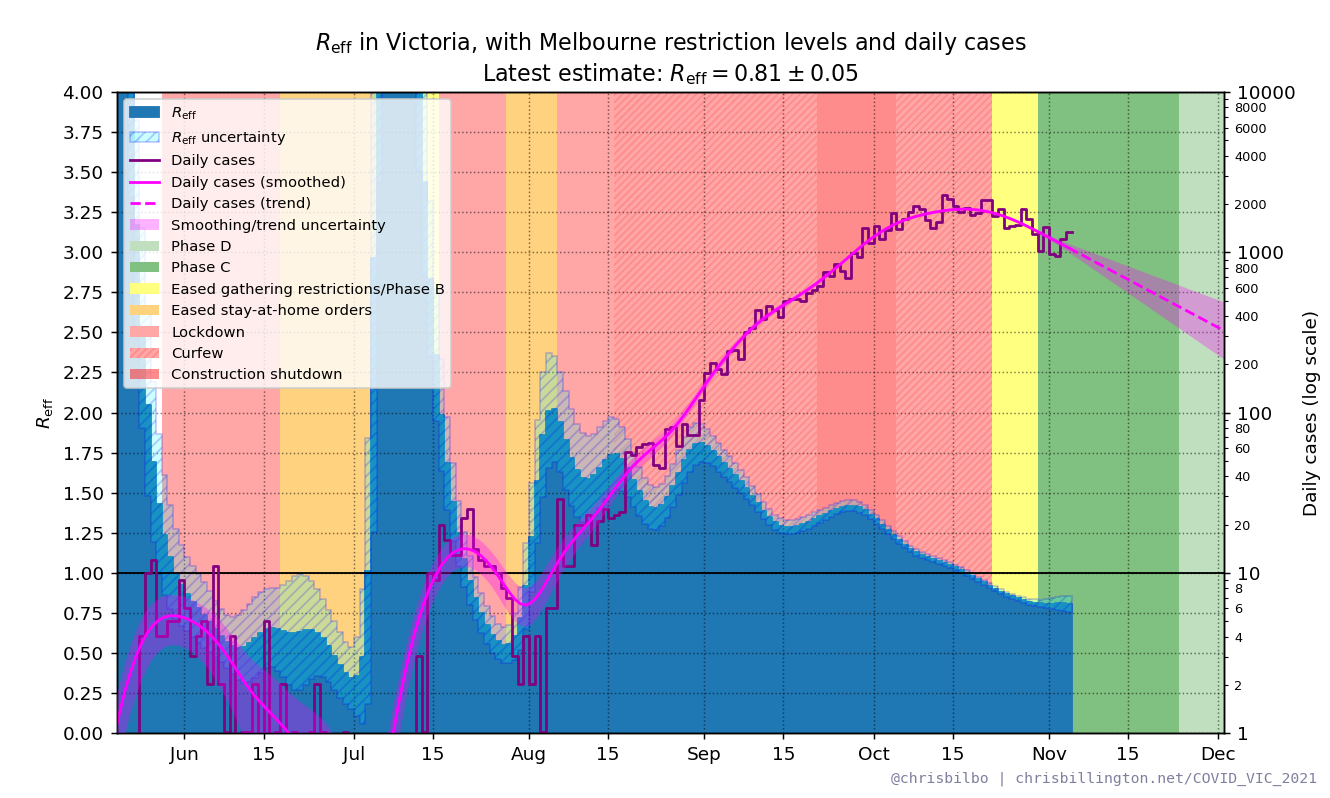 Reff in Victoria, with Melbourne restriction levels and daily cases
Latest estimate: Reff = 0.81 ± 0.05
Reff
Reff uncertainty
Daily cases
Daily cases (smoothed)
Daily cases (trend)
Smoothing/trend uncertainty
Phase D
Phase C
Eased gathering restrictions/Phase B
Eased stay-at-home orders
Lockdown
Curfew
Construction shutdown
Reff
4.00
3.75
3.50
3.25
3.00
2.75
2.50
2.25
2.00
1.75
1.50
1.25
1.00
0.75
0.50
0.25
0.00
10000
8000
6000
4000
2000
1000
800
600
400
200
100
80
60
40
20
10
8
6
4
2
1
Daily cases (log scale)
Jun 15 Jul 15 Aug 15 Sep 15 Oct 15 Nov 15 Dec
@chrisbilbo | chrisbillington.net/COVID_VIC_2021